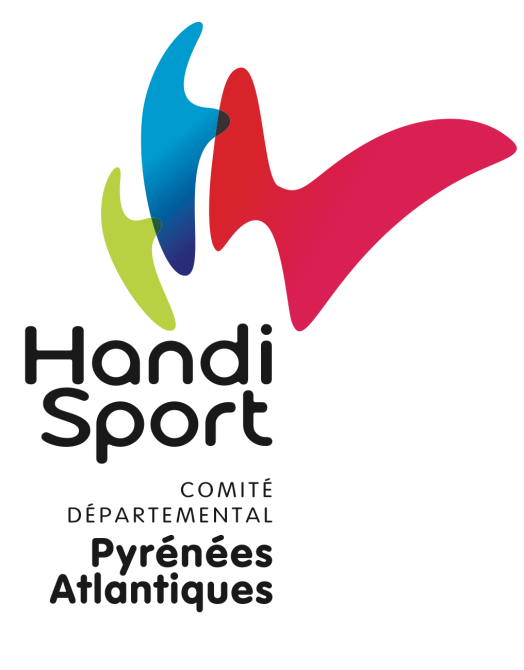 Handi
Sport
COMITÉ
DÉPARTEMENTAL
Pyrénées
Atlantiques